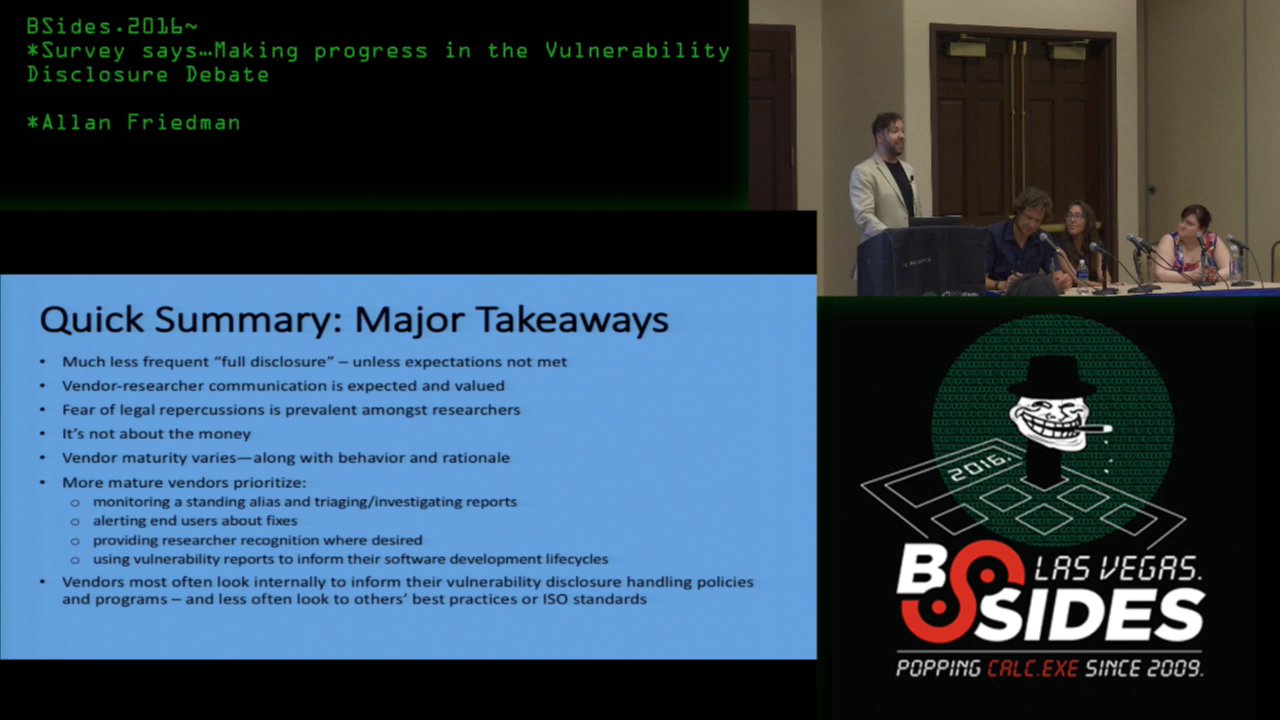 BSides.2016~
*Survey says…Making progress in the Vulnerability
Disclosure Debate
*Allan Friedman
Quick Summary: Major Takeaways
• Much less frequent “full disclosure” – unless expectations not met
• Vendor-researcher communication is expected and valued
• Fear of legal repercussions is prevalent amongst researchers
• It’s not about the money
• Vendor maturity varies—along with behavior and rationale
• More mature vendors prioritize:
o monitoring a standing alias and triaging/investigating reports
o alerting end users about fixes
o providing researcher recognition where desired
o using vulnerability reports to inform their software development lifecycles
• Vendors most often look internally to inform their vulnerability disclosure handling policies
and programs – and less often look to others’ best practices or ISO standards
2016.
BSIDES
LAS VEGAS.
POPPING CALC.EXE SINCE 2009.